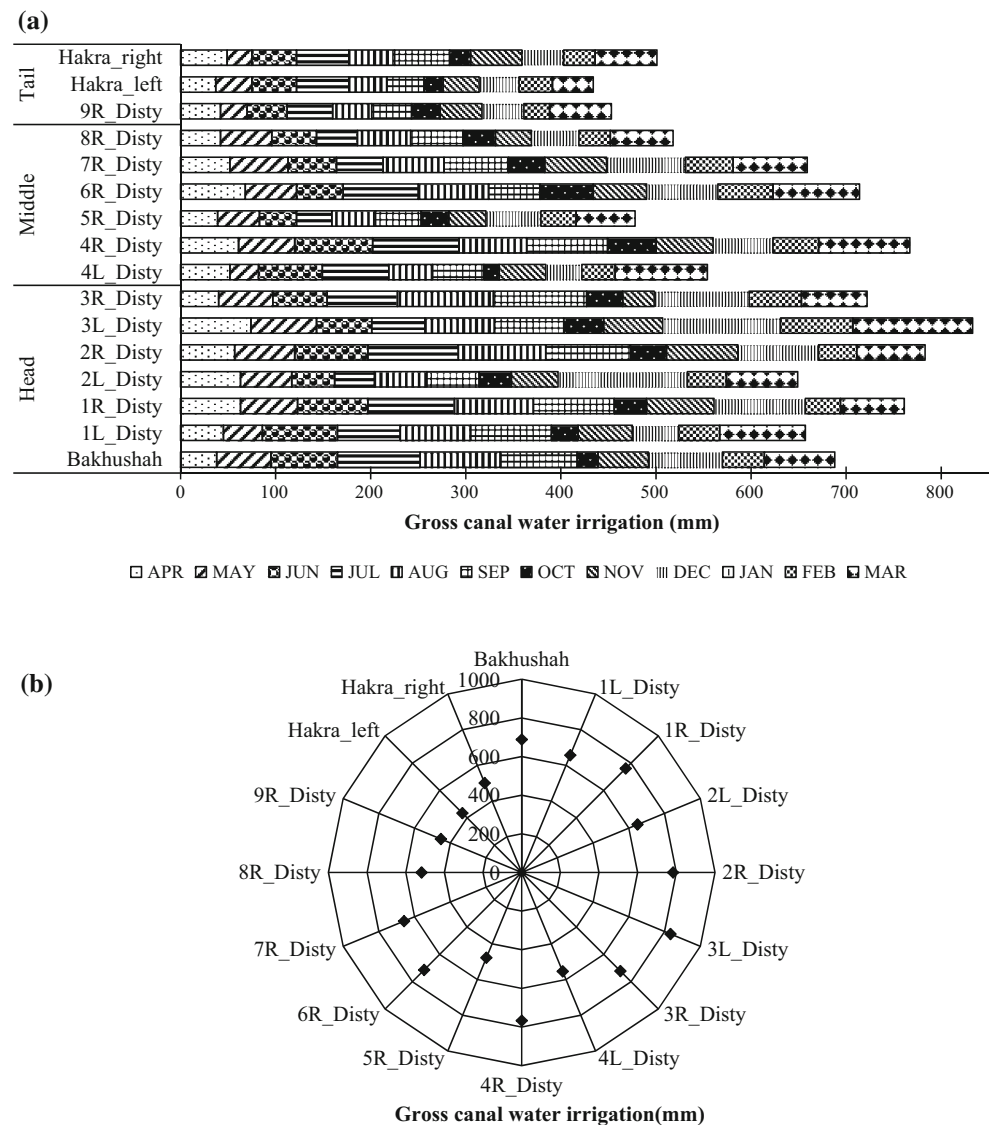 (a)
Tail
Hakra_right
Hakra_left
9R_Disty
Middle
8R_Disty
7R_Disty
6R_Disty
5R_Disty
4R_Disty
4L_Disty
Head
3R_Disty
3L_Disty
2R_Disty
2L_Disty
1R_Disty
1L_Disty
Bakhushah
0 100 200 300 400 500 600 700 800
Gross canal water irrigation (mm)
APR MAY JUN JUL AUG SEP OCT NOV DEC JAN FEB MAR
(b)
Bakhushah
1L_Disty
1R_Disty
2L_Disty
2R_Disty
3L_Disty
3R_Disty
4L_Disty
4R_Disty
5R_Disty
6R_Disty
7R_Disty
8R_Disty
9R_Disty
Hakra_left
Hakra_right
1000
800
600
400
200
0
Gross canal water irrigation(mm)